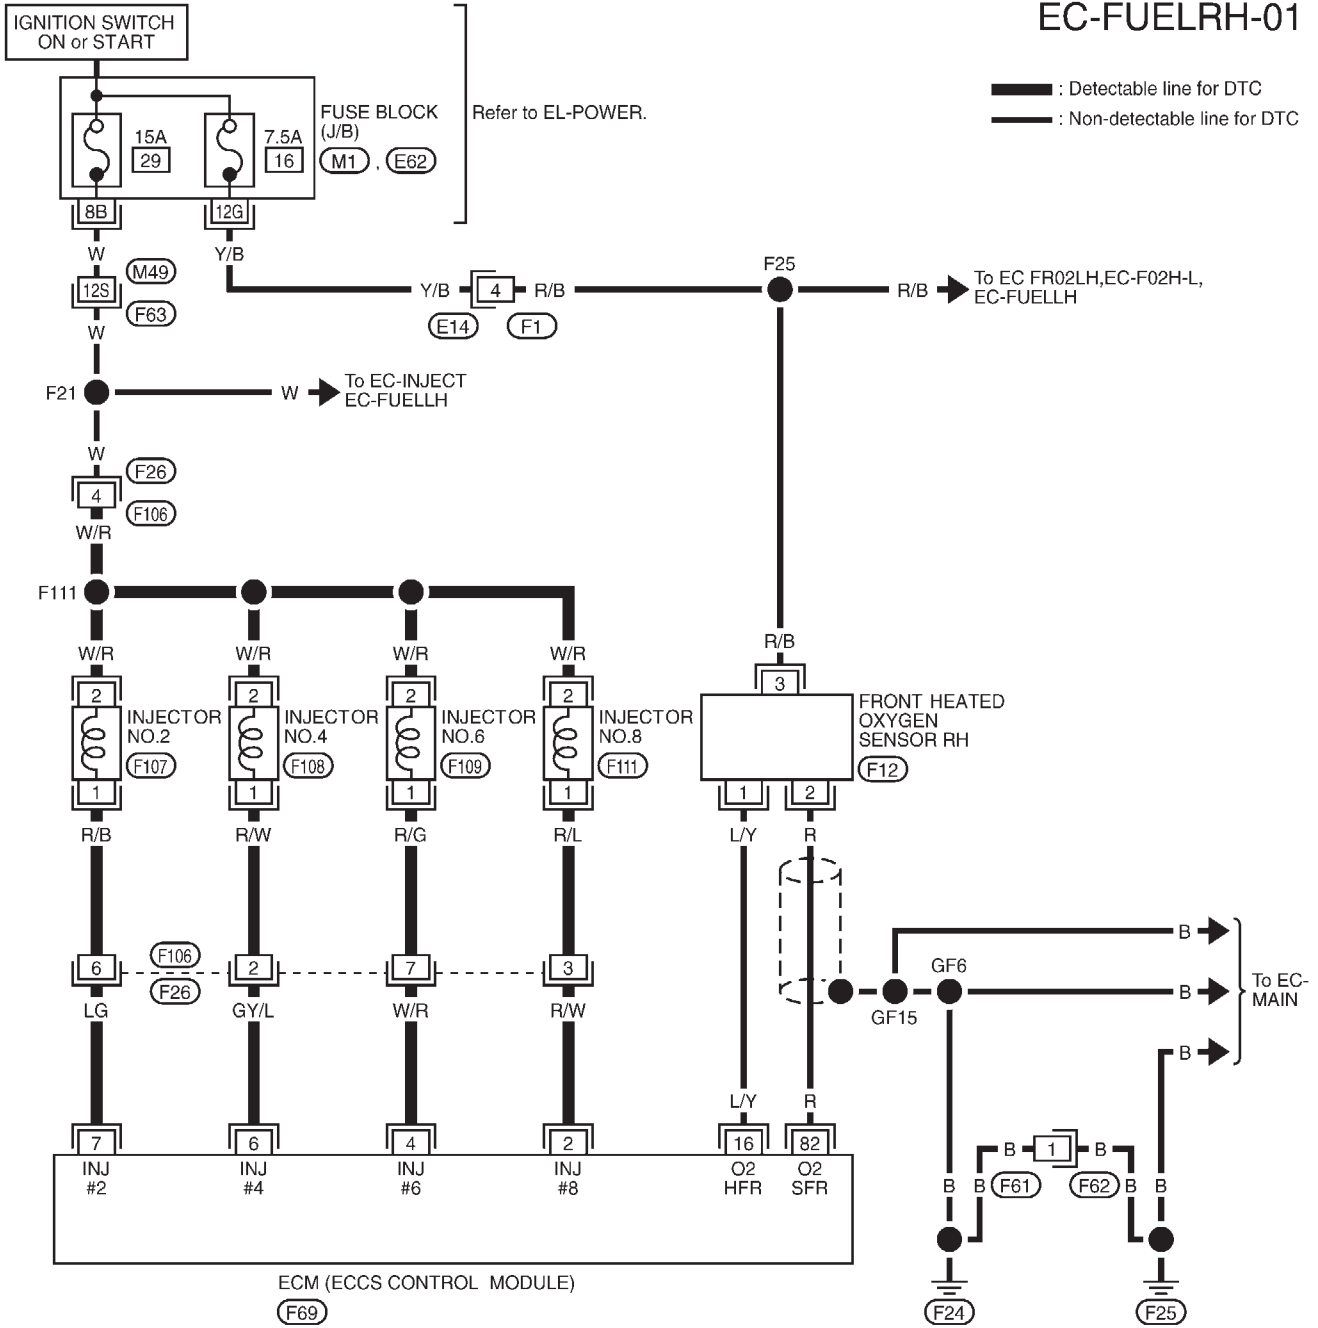 EC-FUELRH-01
IGNITION SWITCH
ON or START
: Detectable line for DTC
: Non-detectable line for DTC
FUSE BLOCK
(J/B)
M1 , E62
Refer to EL-POWER.
15A
29
7.5A
16
8B
12G
W
Y/B
M49
12S
F63
W
Y/B
4
R/B
E14
F1
F25
R/B
To EC FR02LH,EC-F02H-L,
EC-FUELLH
F21
W
To EC-INJECT
EC-FUELLH
W
F26
4
F106
W/R
F111
W/R
W/R
W/R
W/R
R/B
2
2
2
2
3
INJECTOR
NO.2
F107
INJECTOR
NO.4
F108
INJECTOR
NO.6
F109
INJECTOR
NO.8
F111
FRONT HEATED
OXYGEN
SENSOR RH
F12
1
1
1
1
1
2
R/B
R/W
R/G
R/L
L/Y
R
F106
6
2
7
3
F26
LG
GY/L
W/R
R/W
B
GF6
B
GF15
To EC-
MAIN
B
L/Y
R
7
6
4
2
16
82
INJ
#2
INJ
#4
INJ
#6
INJ
#8
O2
HFR
O2
SFR
B
1
B
B
B
F61
F62
B
B
ECM (ECCS CONTROL MODULE)
F69
F24
F25